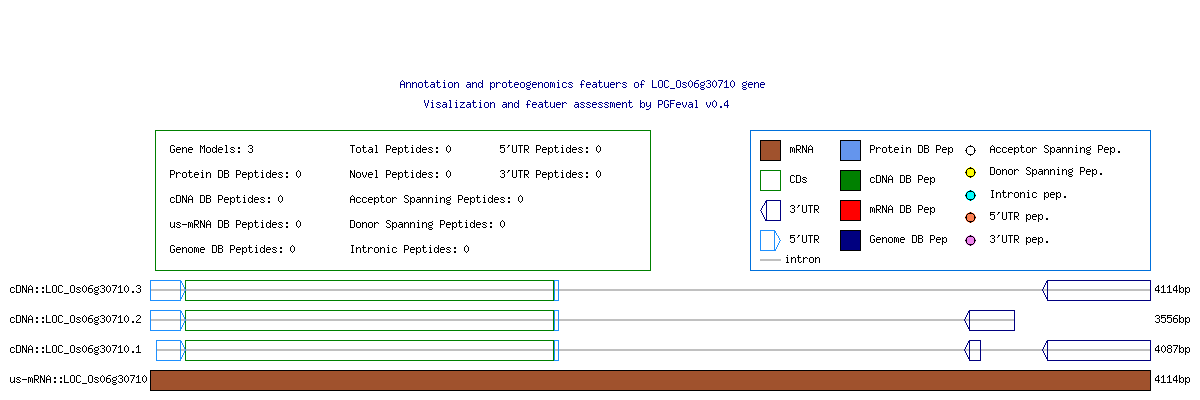 Annotation and proteogenomics featuers of LOC_Os06g30710 gene
Visalization and featuer assessment by PGFeval v0.4
Gene Models: 3 Total Peptides: 0 5'UTR Peptides: 0
Protein DB Peptides: 0 Novel Peptides: 0 3'UTR Peptides: 0
cDNA DB Peptides: 0 Acceptor Spanning Peptides: 0
us-mRNA DB Peptides: 0 Donor Spanning Peptides: 0
Genome DB Peptides: 0 Intronic Peptides: 0
mRNA Protein DB Pep Acceptor Spanning Pep.
Donor Spanning Pep.
CDs cDNA DB Pep
Intronic pep.
3'UTR mRNA DB Pep
5'UTR pep.
5'UTR Genome DB Pep 3'UTR pep.
intron
cDNA::LOC_Os06g30710.3 4114bp
cDNA::LOC_Os06g30710.2 3556bp
cDNA::LOC_Os06g30710.1 4087bp
us-mRNA::LOC_Os06g30710 4114bp